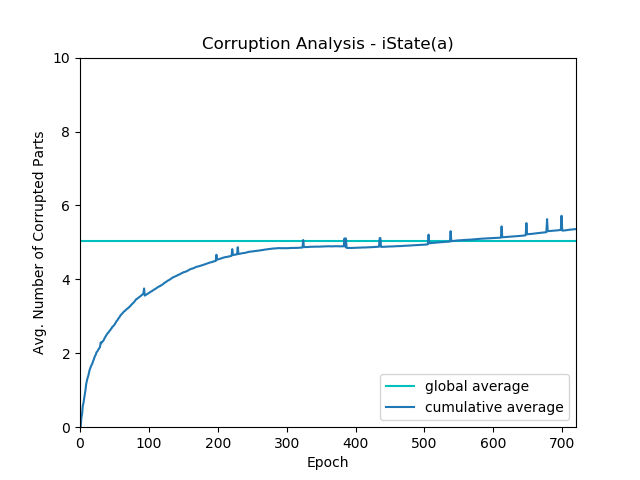 Corruption Analysis - iState(a)
Avg. Number of Corrupted Parts
10
8
6
4
2
0
0 100 200 300 400 500 600 700
Epoch
global average
cumulative average